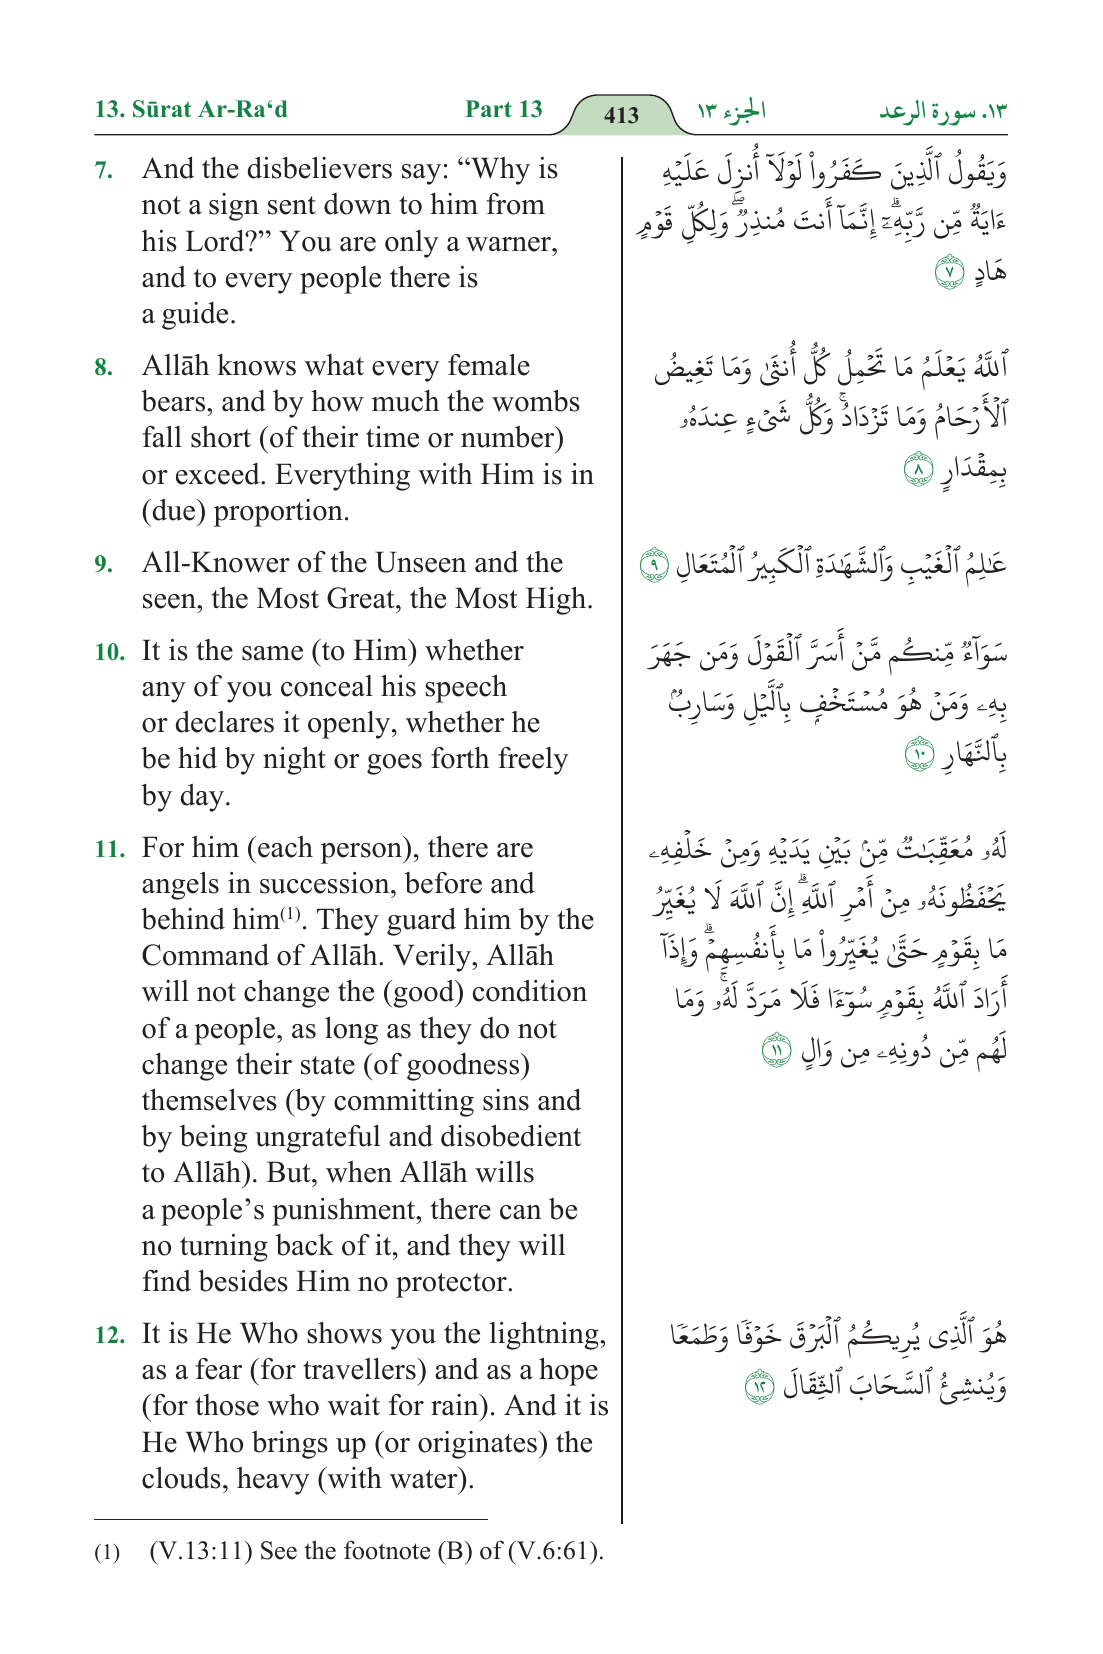 13. Sūrat Ar-Ra‘d Part 13 413 الجزء ١٣ ١٣. سورة الرعد
7. And the disbelievers say: “Why is
not a sign sent down to him from
his Lord?” You are only a warner,
and to every people there is
a guide.
8. Allāh knows what every female
bears, and by how much the wombs
fall short (of their time or number)
or exceed. Everything with Him is in
(due) proportion.
9. All-Knower of the Unseen and the
seen, the Most Great, the Most High.
10. It is the same (to Him) whether
any of you conceal his speech
or declares it openly, whether he
be hid by night or goes forth freely
by day.
11. For him (each person), there are
angels in succession, before and
behind him(1). They guard him by the
Command of Allāh. Verily, Allāh
will not change the (good) condition
of a people, as long as they do not
change their state (of goodness)
themselves (by committing sins and
by being ungrateful and disobedient
to Allāh). But, when Allāh wills
a people’s punishment, there can be
no turning back of it, and they will
find besides Him no protector.
12. It is He Who shows you the lightning,
as a fear (for travellers) and as a hope
(for those who wait for rain). And it is
He Who brings up (or originates) the
clouds, heavy (with water).
وَيَقُولُ ٱلَّذِينَ كَفَرُواْ لَوْلَآ أُنزِلَ عَلَيْهِ
ءَايَةٌ مِّن رَّبِّهِۦٓۗ إِنَّمَآ أَنتَ مُنذِرٌۖ وَلِكُلِّ قَوْمٍ
هَادٍ ٧
ٱللَّهُ يَعْلَمُ مَا تَحْمِلُ كُلُّ أُنثَىٰ وَمَا تَغِيضُ
ٱلْأَرْحَامُ وَمَا تَزْدَادُۚ وَكُلُّ شَىْءٍ عِندَهُۥ
بِمِقْدَارٍ ٨
عَٰلِمُ ٱلْغَيْبِ وَٱلشَّهَٰدَةِ ٱلْكَبِيرُ ٱلْمُتَعَالِ ٩
سَوَآءٌ مِّنكُم مَّنْ أَسَرَّ ٱلْقَوْلَ وَمَن جَهَرَ
بِهِۦ وَمَنْ هُوَ مُسْتَخْفٍۭ بِٱلَّيْلِ وَسَارِبٌۢ
بِٱلنَّهَارِ ١٠
لَهُۥ مُعَقِّبَٰتٌ مِّنۢ بَيْنِ يَدَيْهِ وَمِنْ خَلْفِهِۦ
يَحْفَظُونَهُۥ مِنْ أَمْرِ ٱللَّهِۗ إِنَّ ٱللَّهَ لَا يُغَيِّرُ
مَا بِقَوْمٍ حَتَّىٰ يُغَيِّرُواْ مَا بِأَنفُسِهِمْۗ وَإِذَآ
أَرَادَ ٱللَّهُ بِقَوْمٍ سُوٓءًا فَلَا مَرَدَّ لَهُۥۚ وَمَا
لَهُم مِّن دُونِهِۦ مِن وَالٍ ١١
هُوَ ٱلَّذِى يُرِيكُمُ ٱلْبَرْقَ خَوْفًا وَطَمَعًا
وَيُنشِئُ ٱلسَّحَابَ ٱلثِّقَالَ ١٢
(1) (V.13:11) See the footnote (B) of (V.6:61).